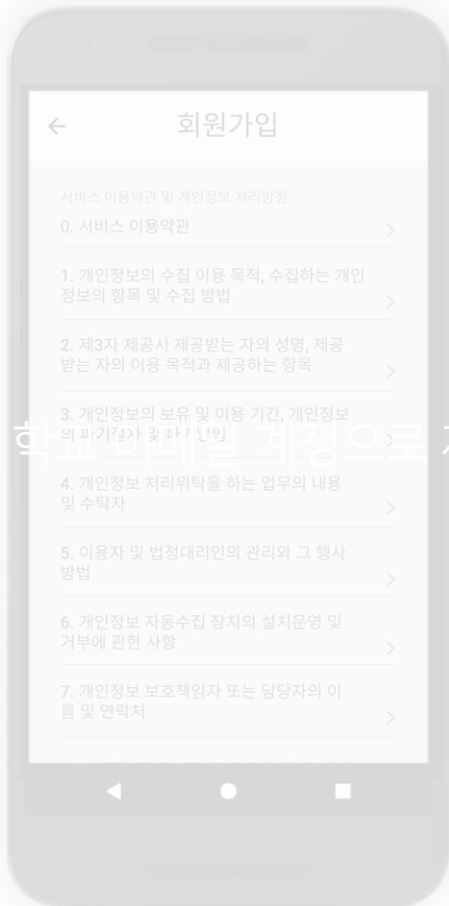 회원가입
서비스 이용약관 및 개인정보 처리방침
0. 서비스 이용약관
1. 개인정보의 수집 이용 목적, 수집하는 개인
정보의 항목 및 수집 방법
2. 제3자 제공시 제공받는 자의 성명, 제공
받는 자의 이용 목적과 제공하는 항목
3. 개인정보의 보유 및 이용 기간, 개인정보
의 파기절차 및 파기방법
학교 이메일 계정으로
4. 개인정보 처리위탁을 하는 업무의 내용
및 수탁자
5. 이용자 및 법정대리인의 관리와 그 행사
방법
6. 개인정보 자동수집 장치의 설치운영 및
거부에 관한 사항
7. 개인정보 보호책임자 또는 담당자의 이
름 및 연락처